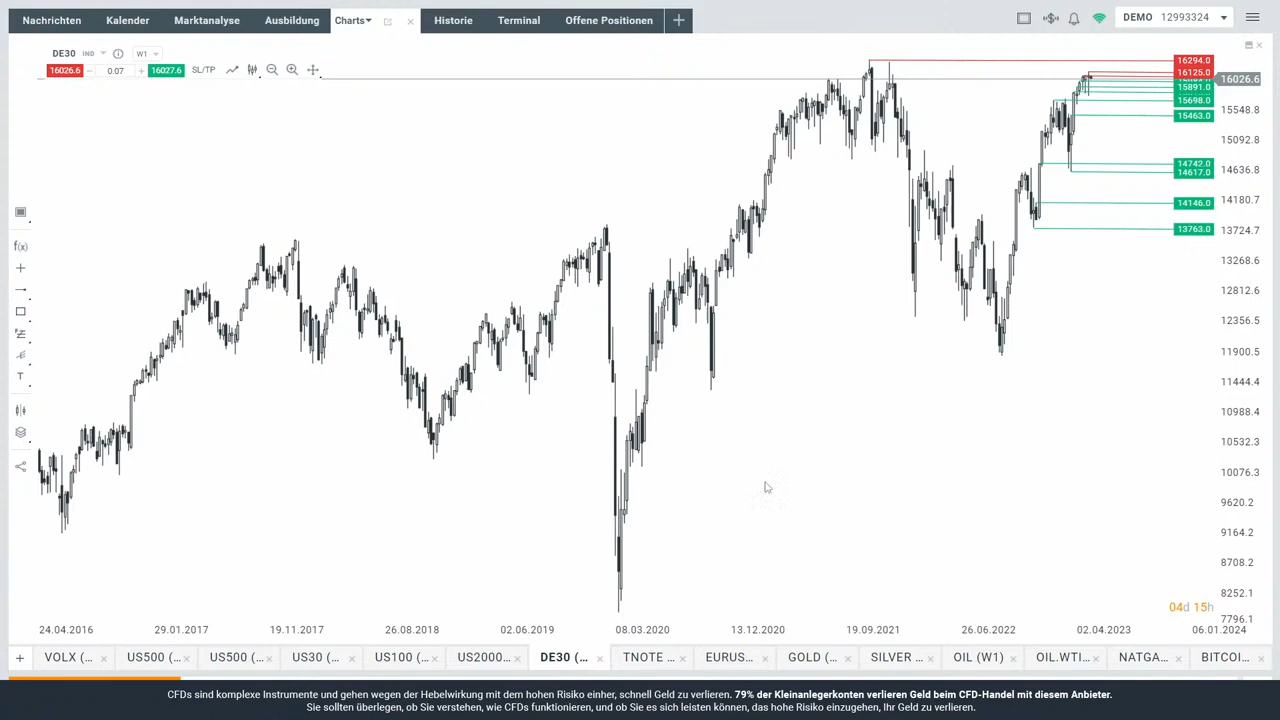 Nachrichten Kalender Marktanalyse Ausbildung Charts Historie Terminal Offene Positionen
DEMO 12993324
DE30 IND W1
16026.6 0.07 16027.6 SL/TP
16294.0
16125.0
16026.6
15891.0
15698.0
15548.8
15463.0
15092.8
14742.0
14636.8
14617.0
14180.7
14146.0
13763.0
13724.7
13268.6
12812.6
12356.5
11900.5
11444.4
10988.4
10532.3
10076.3
9620.2
9164.2
8708.2
8252.1
7796.1
f(x)
T
04d 15h
24.04.2016 29.01.2017 19.11.2017 26.08.2018 02.06.2019 08.03.2020 13.12.2020 19.09.2021 26.06.2022 02.04.2023 06.01.2024
VOLX (... US500 (... US500 (... US30 (... US100 (... US2000... DE30 (... TNOTE ... EURUS... GOLD (... SILVER ... OIL (W1) OIL.WTI... NATGA... BITCOI...
CFDs sind komplexe Instrumente und gehen wegen der Hebelwirkung mit dem hohen Risiko einher, schnell Geld zu verlieren. 79% der Kleinanlegerkonten verlieren Geld beim CFD-Handel mit diesem Anbieter.
Sie sollten überlegen, ob Sie verstehen, wie CFDs funktionieren, und ob Sie es sich leisten können, das hohe Risiko einzugehen, Ihr Geld zu verlieren.